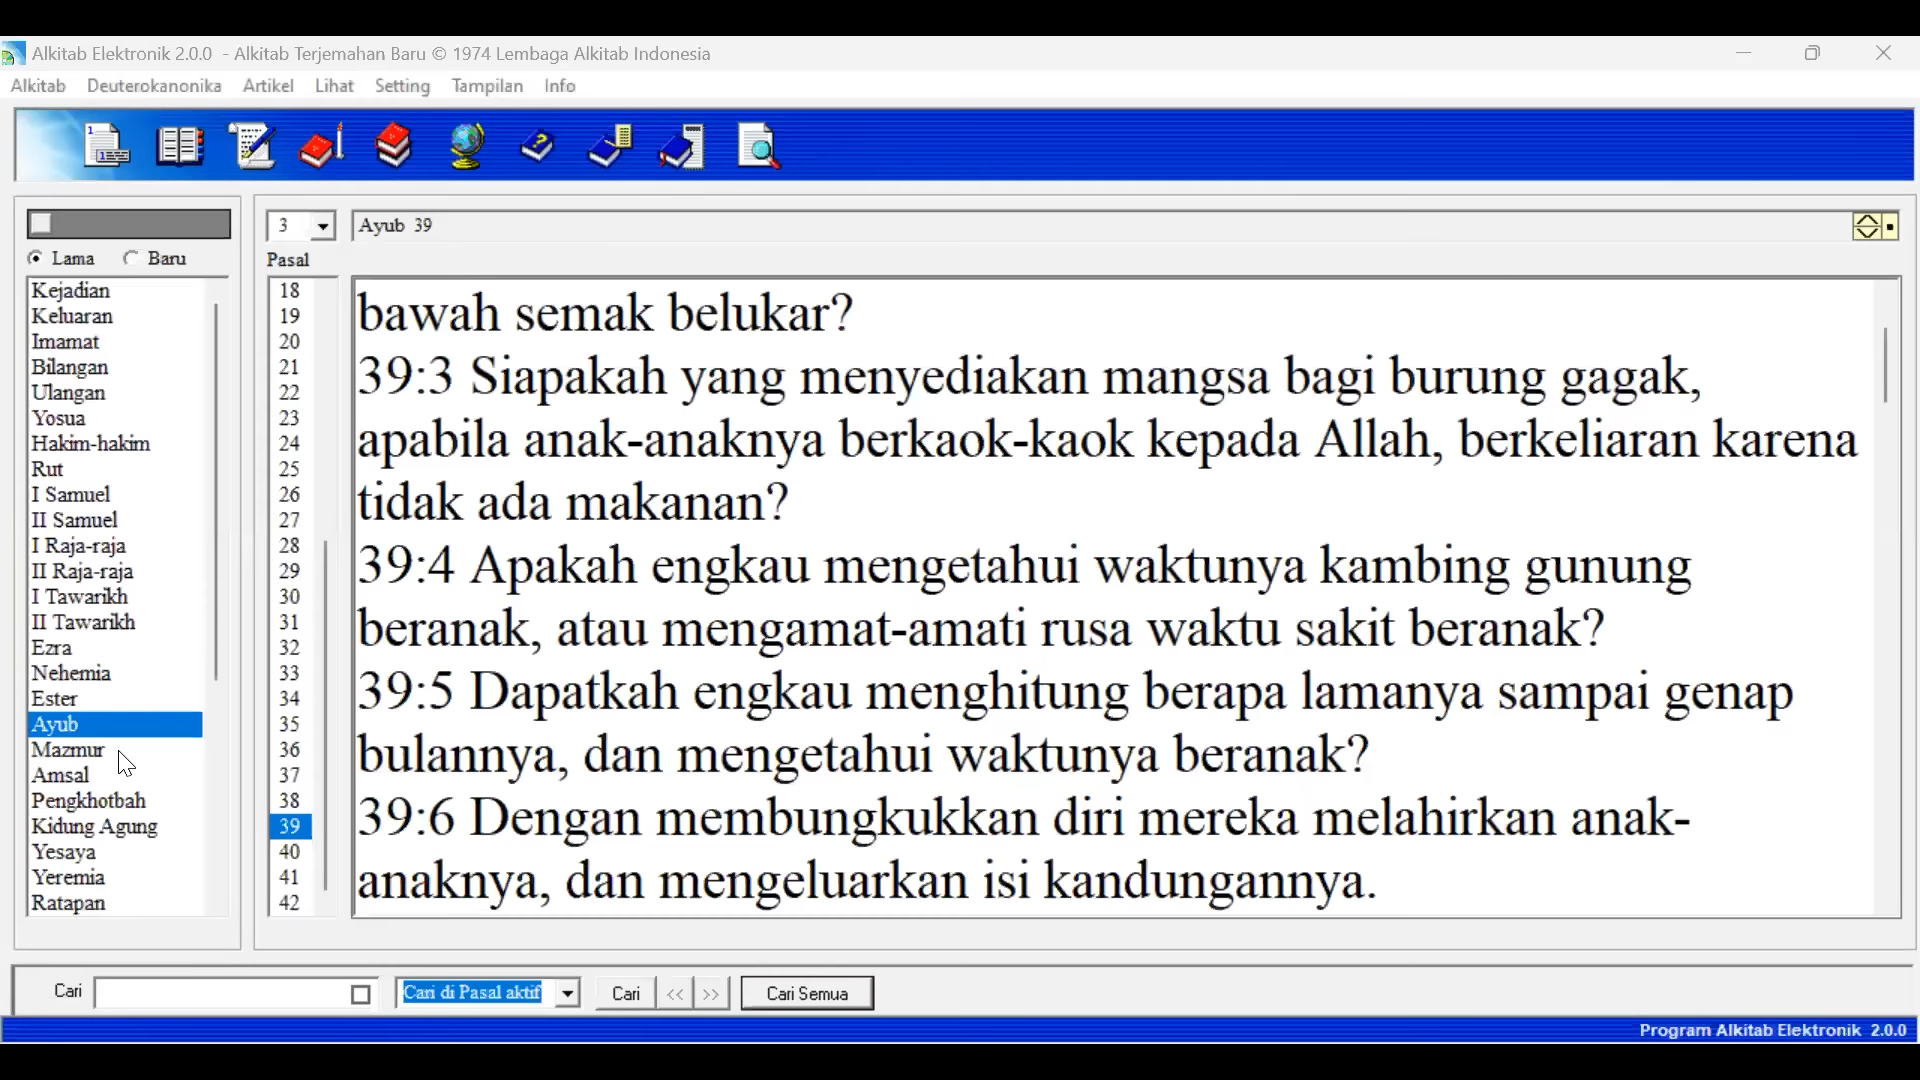 Alkitab Elektronik 2.0.0 - Alkitab Terjemahan Baru © 1974 Lembaga Alkitab Indonesia
Alkitab Deuterokanonika Artikel Lihat Setting Tampilan Info
3 Ayub 39
Lama Baru
Pasal
Kejadian
Keluaran
Imamat
Bilangan
Ulangan
Yosua
Hakim-hakim
Rut
I Samuel
II Samuel
I Raja-raja
II Raja-raja
I Tawarikh
II Tawarikh
Ezra
Nehemia
Ester
Ayub
Mazmur
Amsal
Pengkhotbah
Kidung Agung
Yesaya
Yeremia
Ratapan
18
19
20
21
22
23
24
25
26
27
28
29
30
31
32
33
34
35
36
37
38
39
40
41
42
bawah semak belukar?
39:3 Siapakah yang menyediakan mangsa bagi burung gagak,
apabila anak-anaknya berkaok-kaok kepada Allah, berkeliaran karena
tidak ada makanan?
39:4 Apakah engkau mengetahui waktunya kambing gunung
beranak, atau mengamat-amati rusa waktu sakit beranak?
39:5 Dapatkah engkau menghitung berapa lamanya sampai genap
bulannya, dan mengetahui waktunya beranak?
39:6 Dengan membungkukkan diri mereka melahirkan anak-
anaknya, dan mengeluarkan isi kandungannya.
Cari Cari di Pasal aktif Cari << >> Cari Semua
Program Alkitab Elektronik 2.0.0